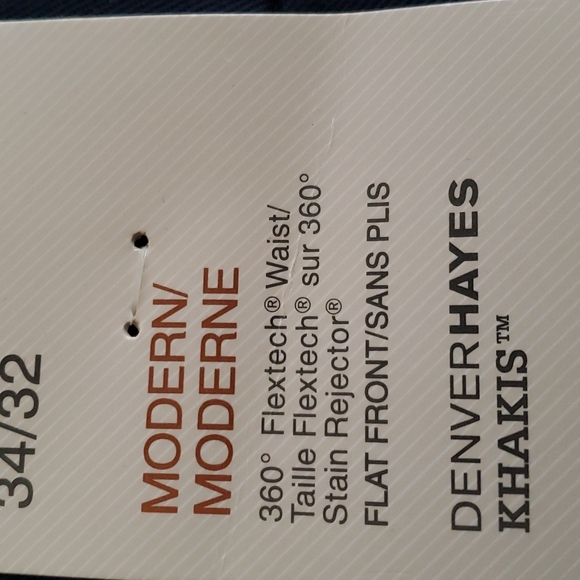 34/32
MODERN/
MODERNE
360° Flextech® Waist/
Taille Flextech® sur 360°
Stain Rejector®
FLAT FRONT/SANS PLIS
DENVERHAYES
KHAKIS™